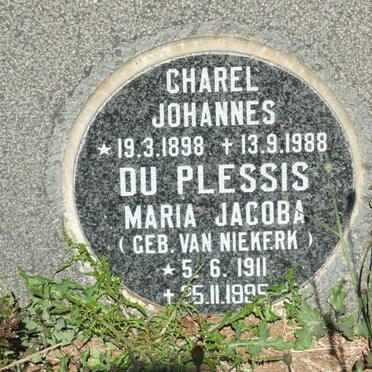 CHAREL
JOHANNES
★19.3.1898 ✝13.9.1988
DU PLESSIS
MARIA JACOBA
(GEB. VAN NIEKERK)
★5.6.1911
✝25.11.1995